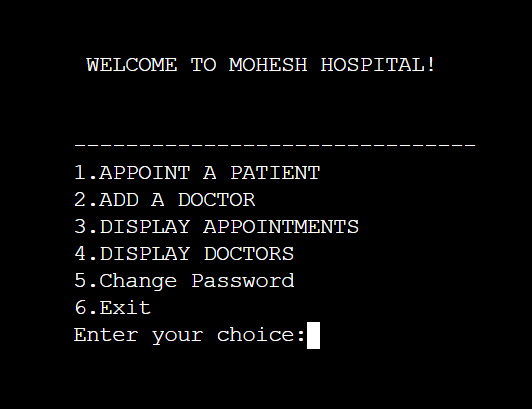 WELCOME TO MOHESH HOSPITAL!
-------------------------------
1.APPOINT A PATIENT
2.ADD A DOCTOR
3.DISPLAY APPOINTMENTS
4.DISPLAY DOCTORS
5.Change Password
6.Exit
Enter your choice: